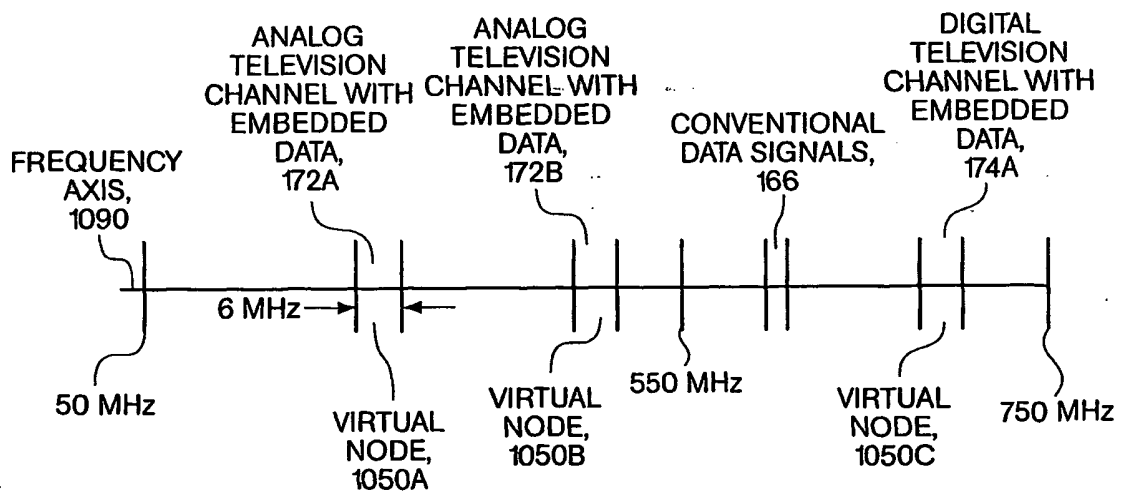 ANALOG
TELEVISION
CHANNEL WITH
EMBEDDED
DATA,
172A
ANALOG
TELEVISION
CHANNEL WITH
EMBEDDED
DATA,
172B
DIGITAL
TELEVISION
CHANNEL WITH
EMBEDDED
DATA,
174A
CONVENTIONAL
DATA SIGNALS,
166
FREQUENCY
AXIS,
1090
6 MHz
50 MHz
VIRTUAL
NODE,
1050A
VIRTUAL
NODE,
1050B
550 MHz
VIRTUAL
NODE,
1050C
750 MHz